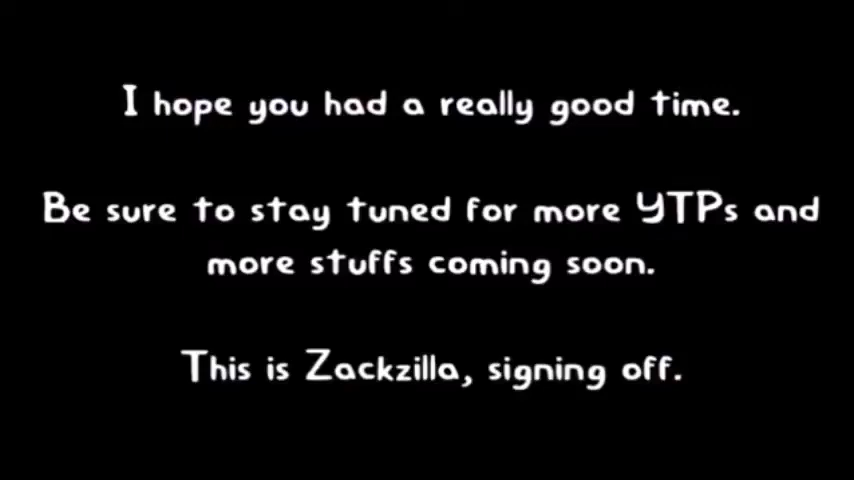 I hope you had a really good time.
Be sure to stay tuned for more YTPs and
more stuffs coming soon.
This is Zackzilla, signing off.